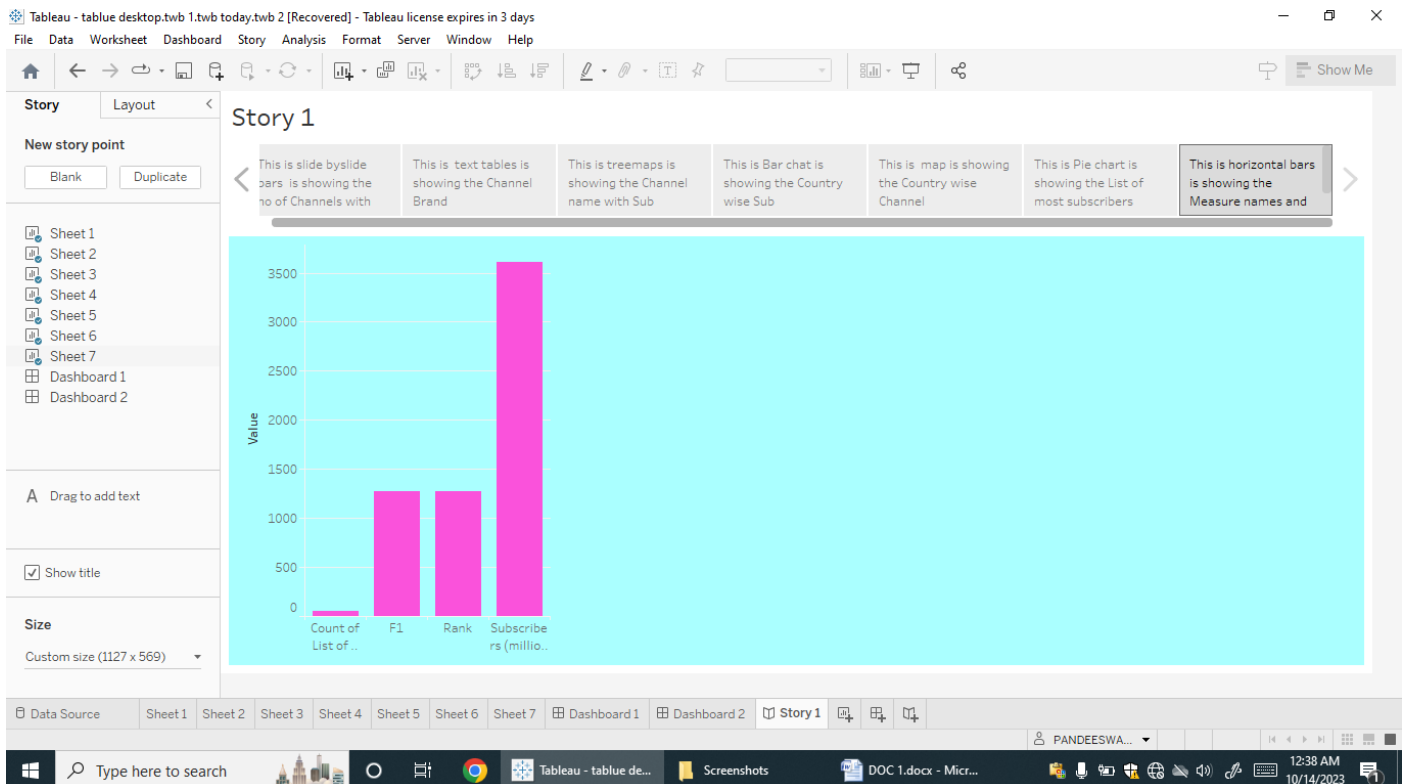 Tableau - tablue desktop.twb 1.twb today.twb 2 [Recovered] - Tableau license expires in 3 days
File Data Worksheet Dashboard Story Analysis Format Server Window Help
Show Me
Story Layout
New story point
Blank Duplicate
Sheet 1
Sheet 2
Sheet 3
Sheet 4
Sheet 5
Sheet 6
Sheet 7
Dashboard 1
Dashboard 2
A Drag to add text
Show title
Size
Custom size (1127 x 569)
Story 1
This is slide byslide
bars is showing the
no of Channels with
This is text tables is
showing the Channel
Brand
This is treemaps is
showing the Channel
name with Sub
This is Bar chat is
showing the Country
wise Sub
This is map is showing
the Country wise
Channel
This is Pie chart is
showing the List of
most subscribers
This is horizontal bars
is showing the
Measure names and
Value
3500
3000
2500
2000
1500
1000
500
0
Count of
List of ..
F1
Rank
Subscribe
rs (millio..
Data Source Sheet 1 Sheet 2 Sheet 3 Sheet 4 Sheet 5 Sheet 6 Sheet 7 Dashboard 1 Dashboard 2 Story 1
PANDEESWA...
Type here to search
Tableau - tablue de...
Screenshots
DOC 1.docx - Micr...
12:38 AM
10/14/2023